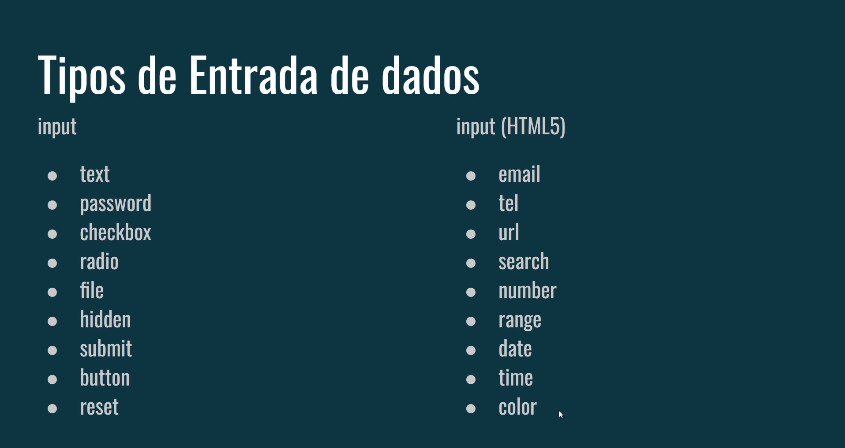 Tipos de Entrada de dados
input
● text
● password
● checkbox
● radio
● file
● hidden
● submit
● button
● reset
input (HTML5)
● email
● tel
● url
● search
● number
● range
● date
● time
● color